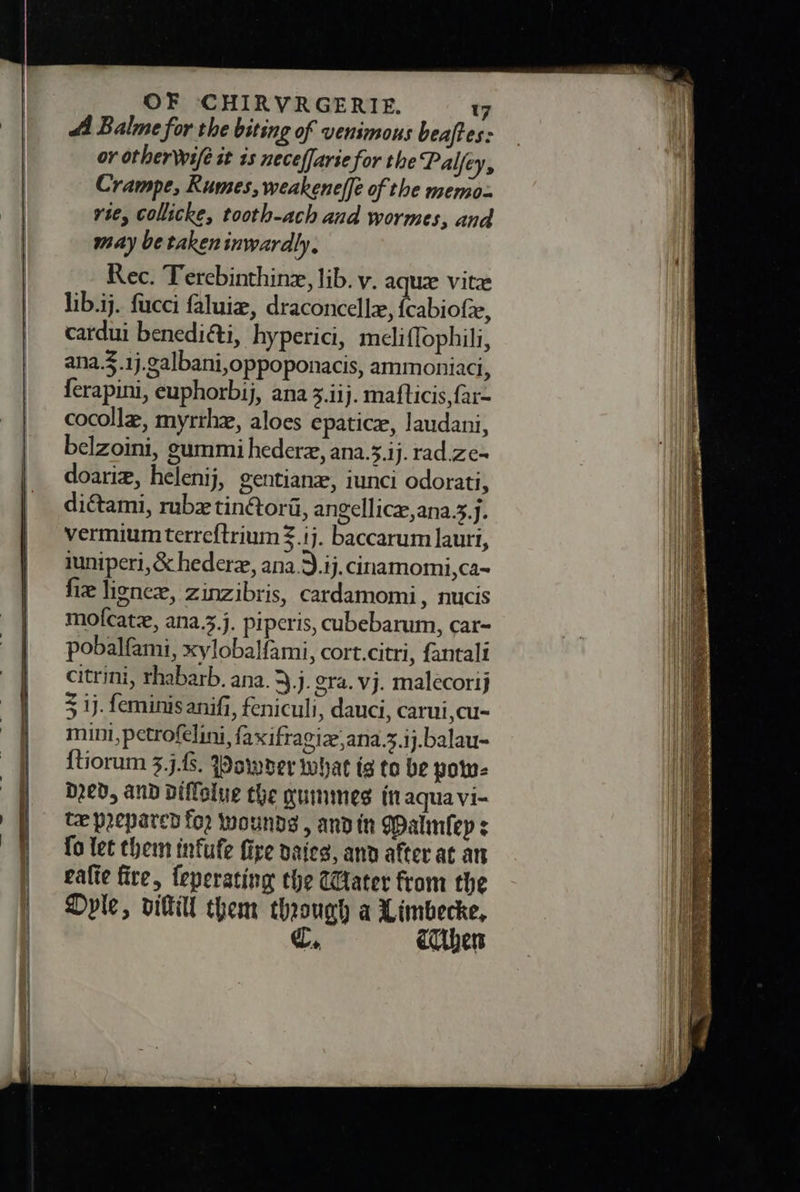 OF CHIRVRGERIE. 17
A Balme for the biting of venimous beaſtes:
or otherwiſe it is neceſſarie for the Palſey,
Crampe, Rumes, weakeneſſe of the memo-
rie, collicke, tooth-ach and wormes, and
may be taken inwardly.
Rec. Terebinthinæ, lib. v. aquæ vitæ
lib.ij. ſucci ſaluiæ, draconcellæ, ſcabioſæ,
cardui benedicti, hyperici, meliſſophili,
ana.℥.ij.galbani,oppoponacis, ammoniaci,
ſerapini, euphorbij, ana ʒ.iij. maſticis,ſar-
cocollæ, myrrhæ, aloes epaticæ, laudani,
belzoini, gummi hederæ, ana.ʒ.ij. rad.ze-
doariæ, helenij, gentianæ, iunci odorati,
dictami, rubæ tinctorũ, angellicæ,ana.ʒ.j.
vermium terreſtrium ℥.ij. baccarum lauri,
iuniperi,& hederæ, ana.℈.ij.cinamomi,ca-
ſiæ ligneæ, zinzibris, cardamomi, nucis
moſcatæ, ana.ʒ.j. piperis, cubebarum, car-
pobalſami, xylobalſami, cort.citri, ſantali
citrini, rhabarb. ana. ℈.j. gra. vj. malecorij
℥ ij. ſeminis aniſi, feniculi, dauci, carui,cu-
mini,petroſelini, ſaxifragiæ,ana.ʒ.ij.balau-
ſtiorum ʒ.j.ſs. Powder what is to be pow-
dred, and diſſolue the gummes in aqua vi-
tæ prepared for wounds , and in Malmſey :
ſo let them infuſe ſixe daies, and after at an
eaſie fire, ſeperating the Water from the
Oyle, diſtill them through a Limbecke,
C. When